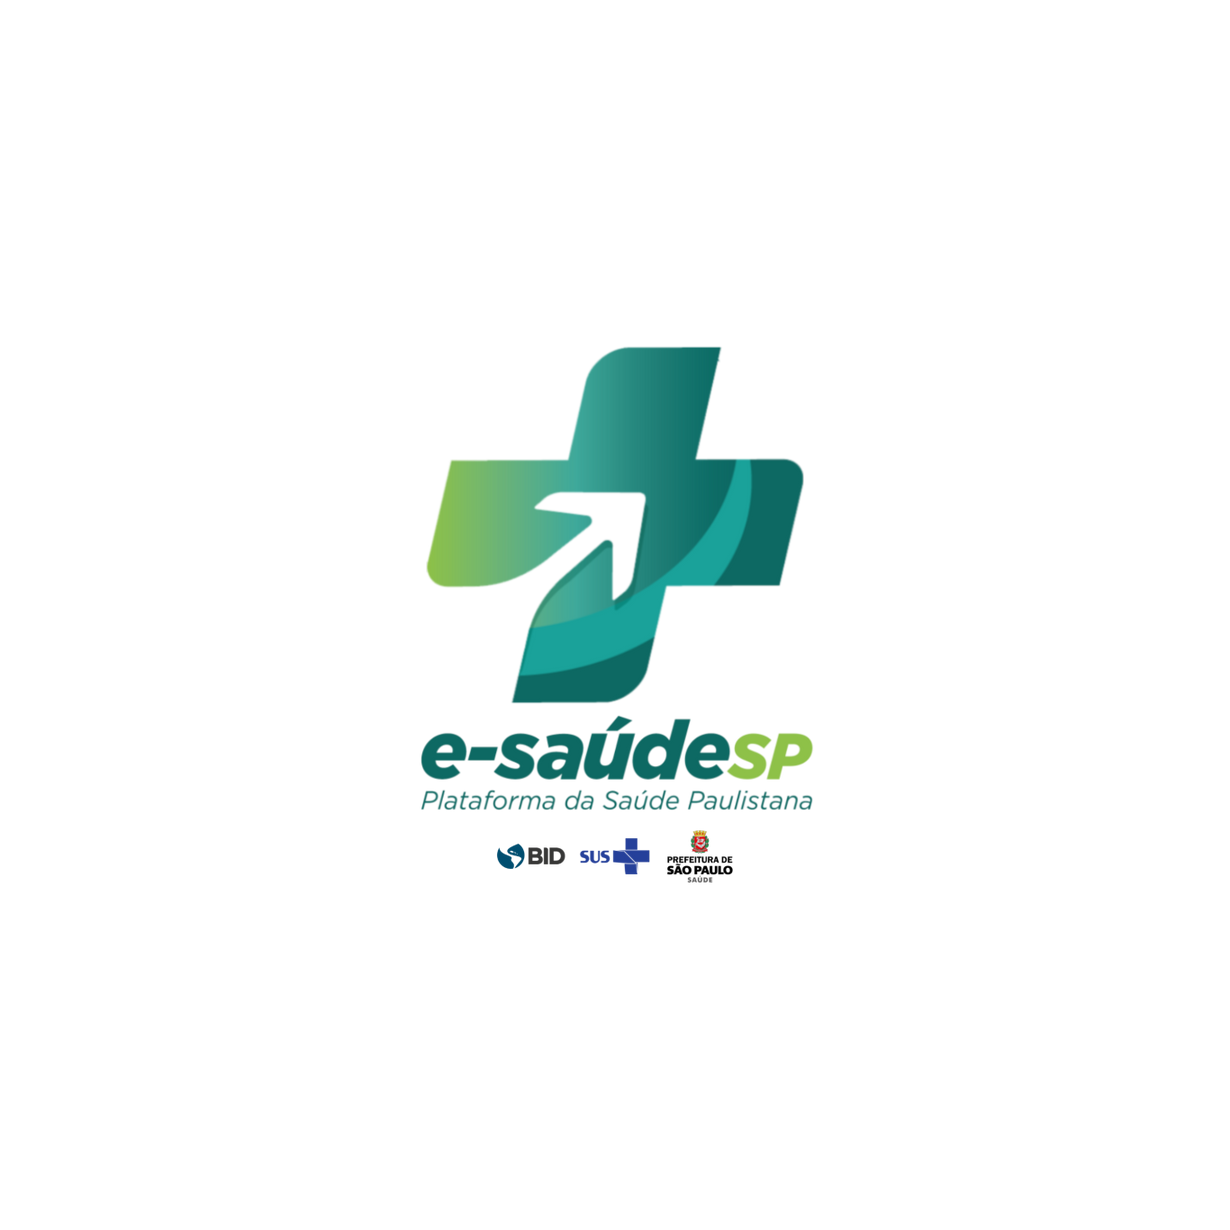 e-saúdeSP
Plataforma da Saúde Paulistana
BID
SUS
PREFEITURA DE
SÃO PAULO
SAÚDE